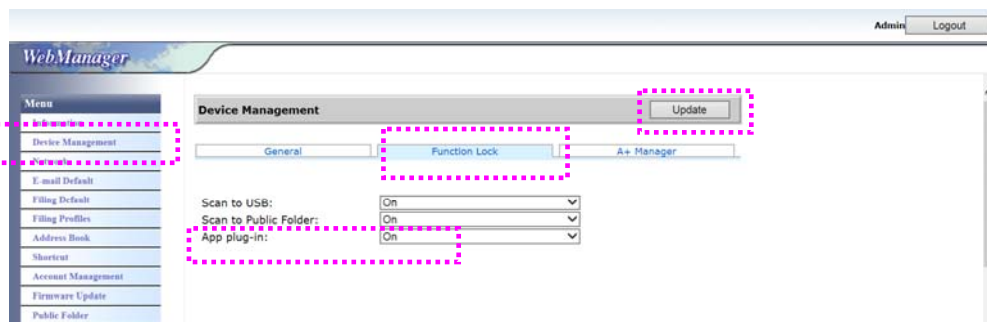 Admin Logout
WebManager
Menu
Information
Device Management
Network
E-mail Default
Filing Default
Filing Profiles
Address Book
Shortcut
Account Management
Firmware Update
Public Folder
Device Management Update
General Function Lock A+ Manager
Scan to USB: On
Scan to Public Folder: On
App plug-in: On